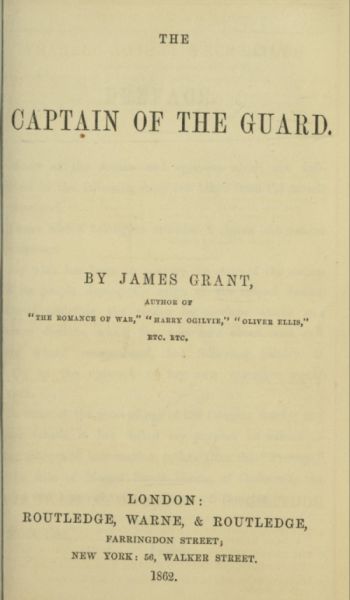 THE
CAPTAIN OF THE GUARD.
BY JAMES GRANT,
AUTHOR OF
"THE ROMANCE OF WAR," "HARRY OGILVIE," "OLIVER ELLIS,"
ETC. ETC.
LONDON:
ROUTLEDGE, WARNE, & ROUTLEDGE,
FARRINGDON STREET;
NEW YORK: 56, WALKER STREET.
1862.